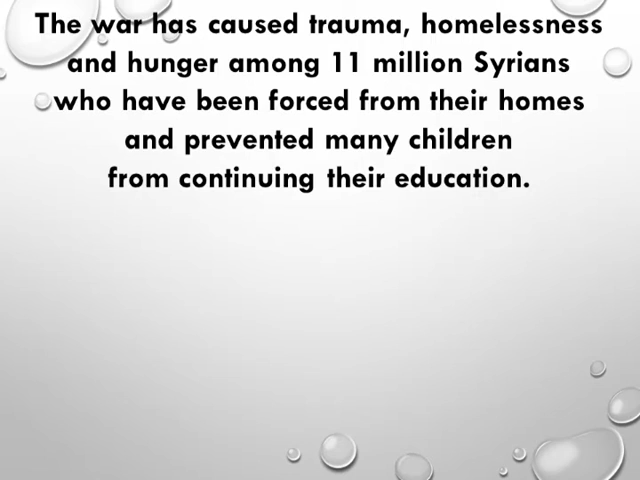 The war has caused trauma, homelessness
and hunger among 11 million Syrians
who have been forced from their homes
and prevented many children
from continuing their education.